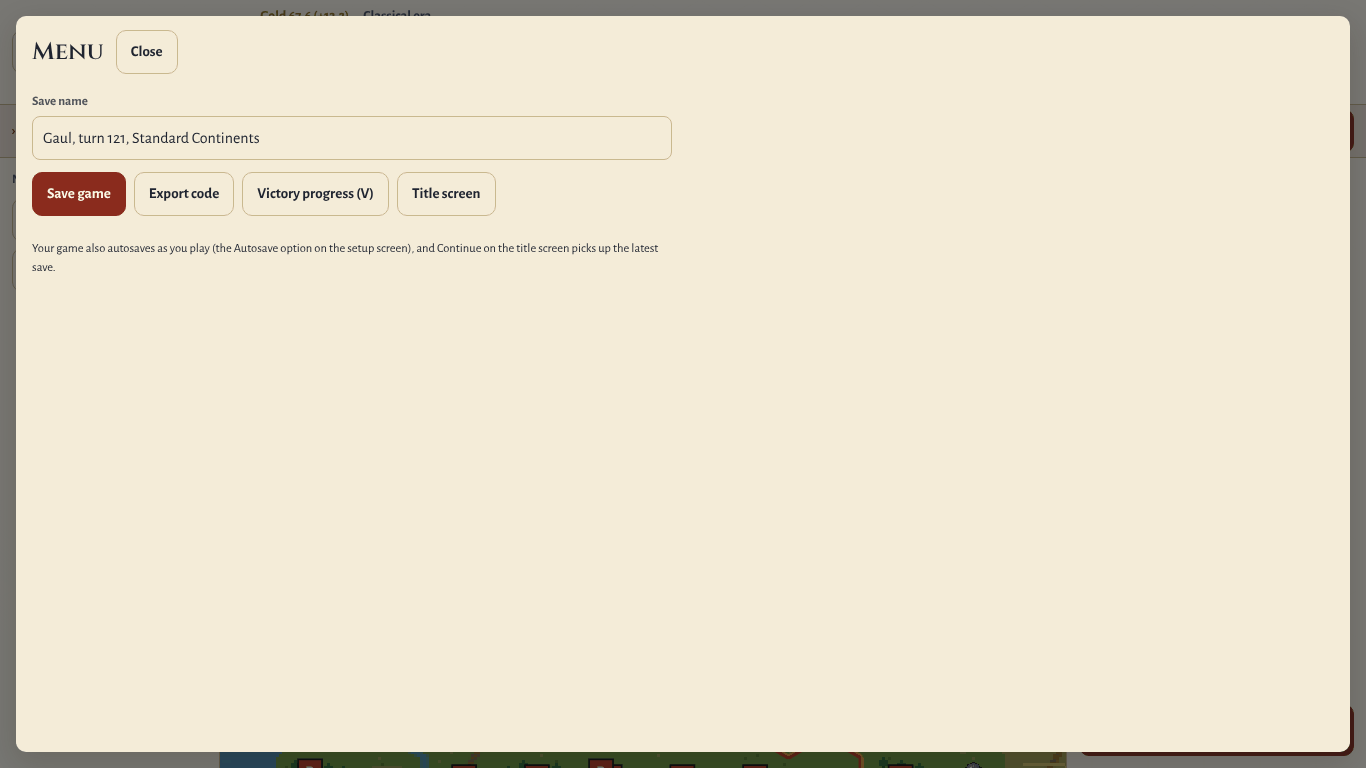 Menu
Close
Save name
Gaul, turn 121, Standard Continents
Save game
Export code
Victory progress (V)
Title screen
Your game also autosaves as you play (the Autosave option on the setup screen), and Continue on the title screen picks up the latest
save.